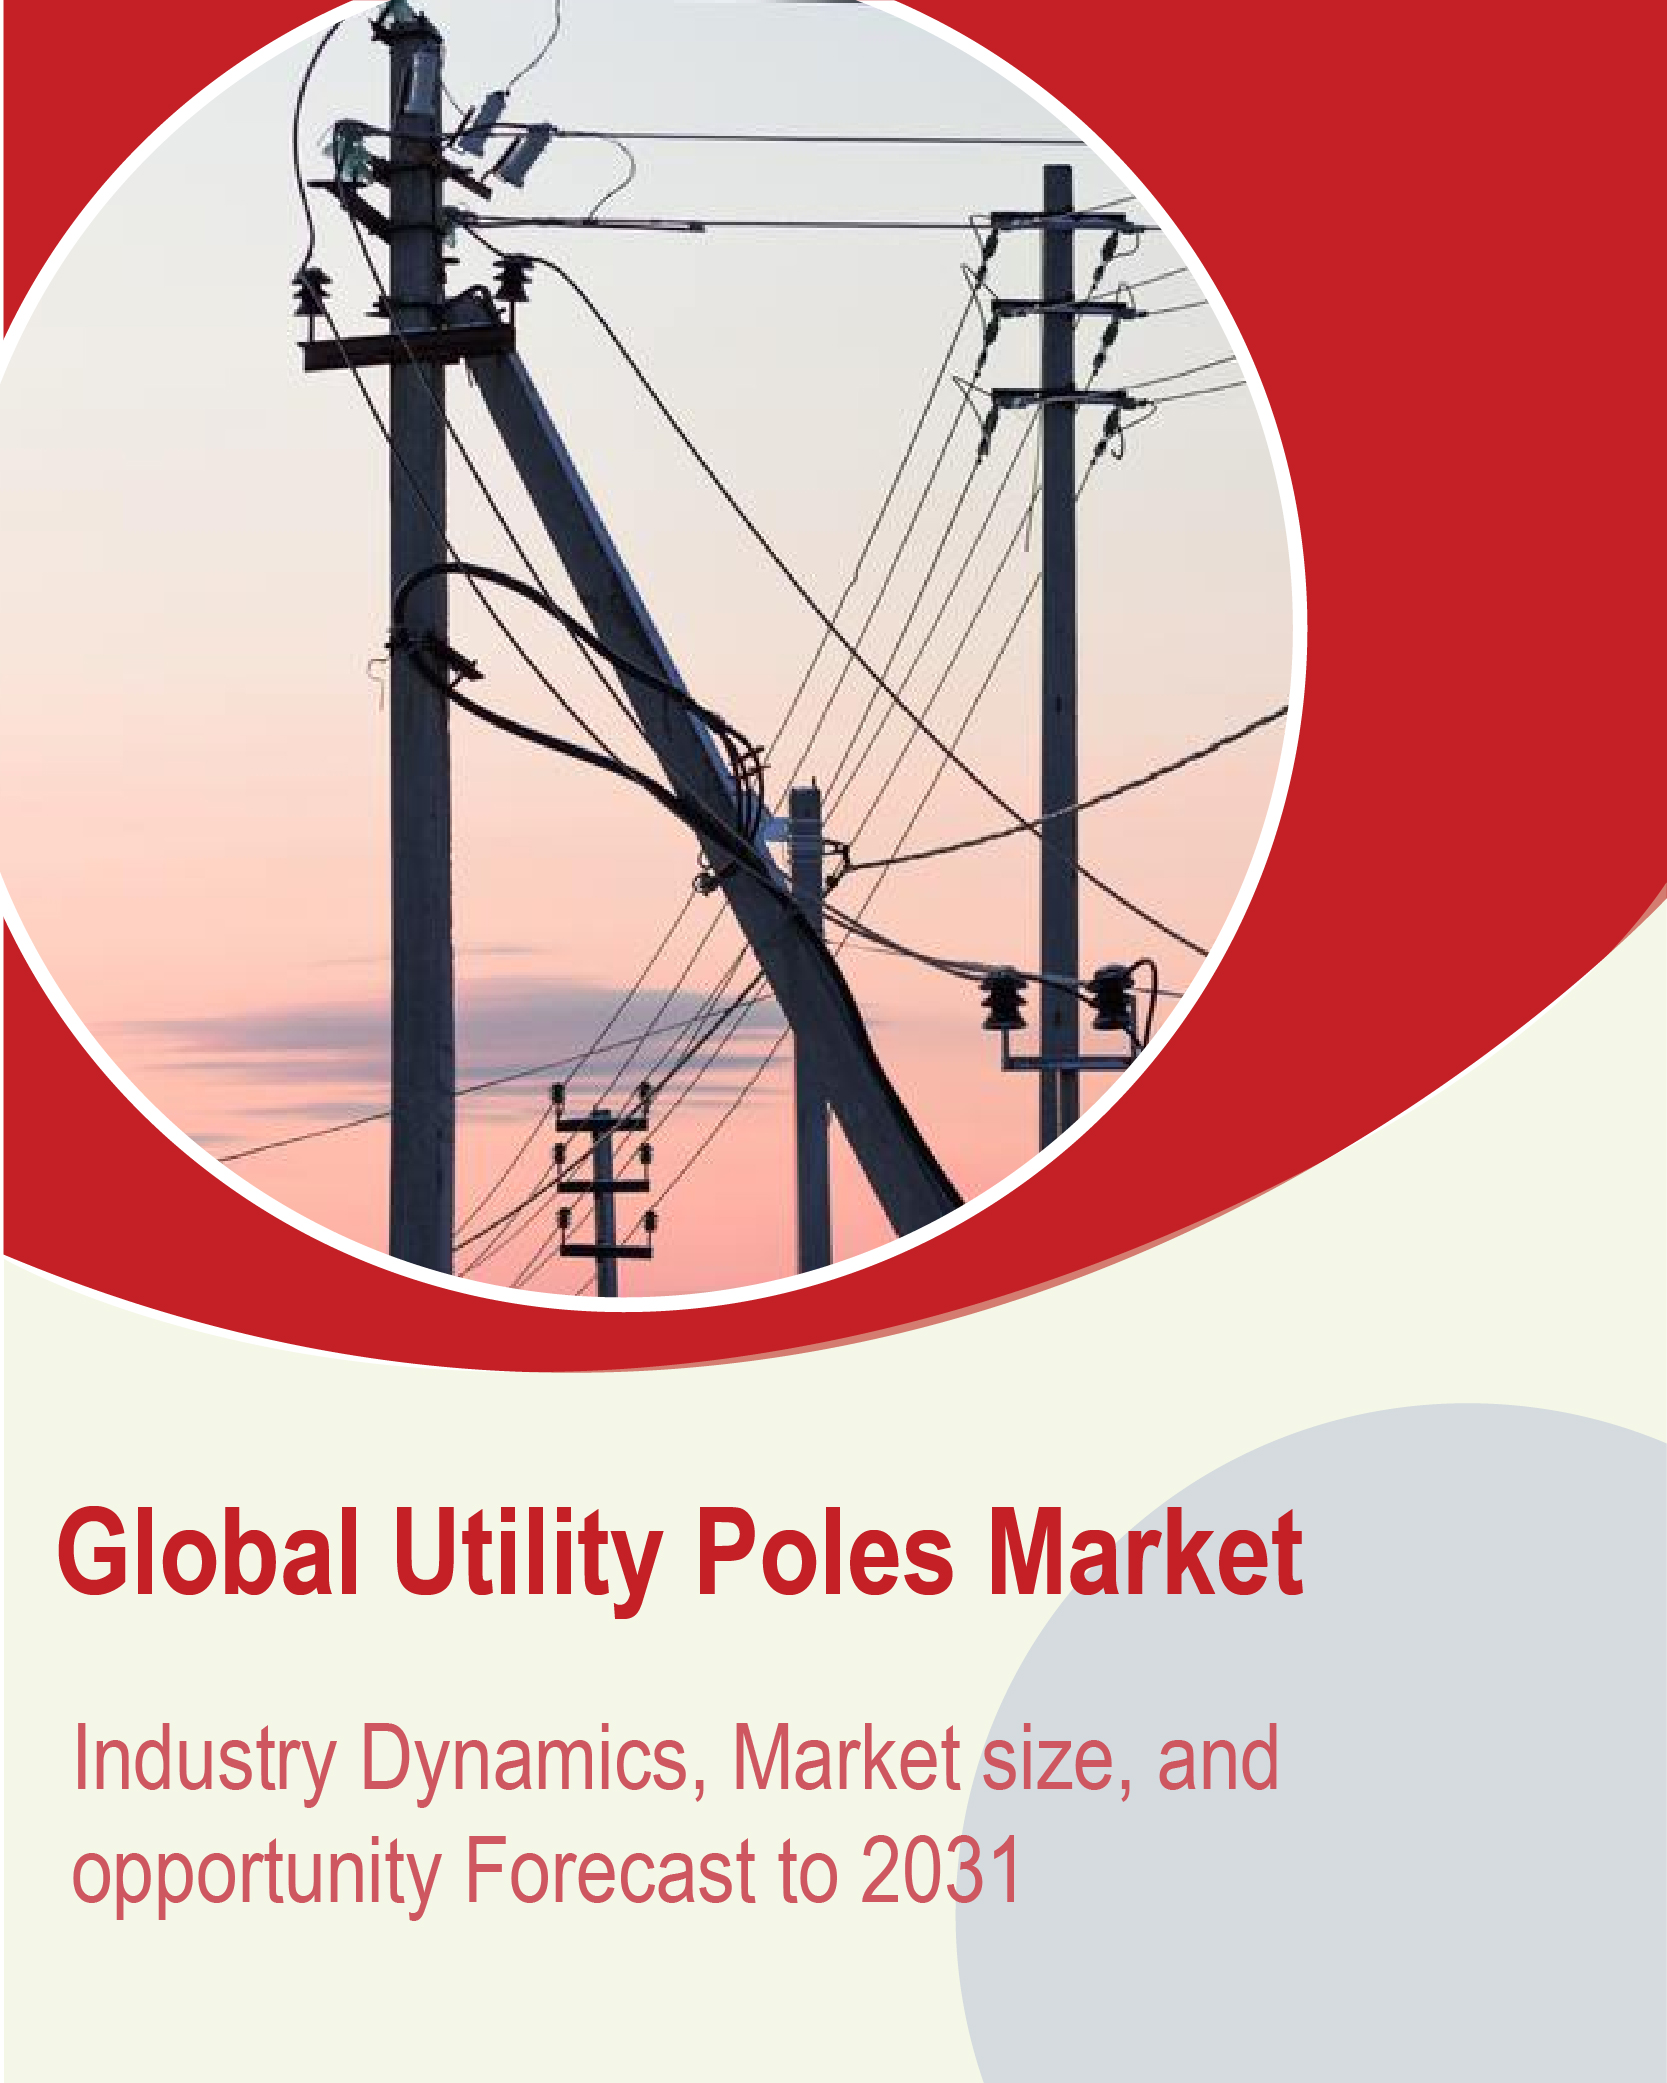 Global Utility Poles Market
Industry Dynamics, Market size, and
opportunity Forecast to 2031